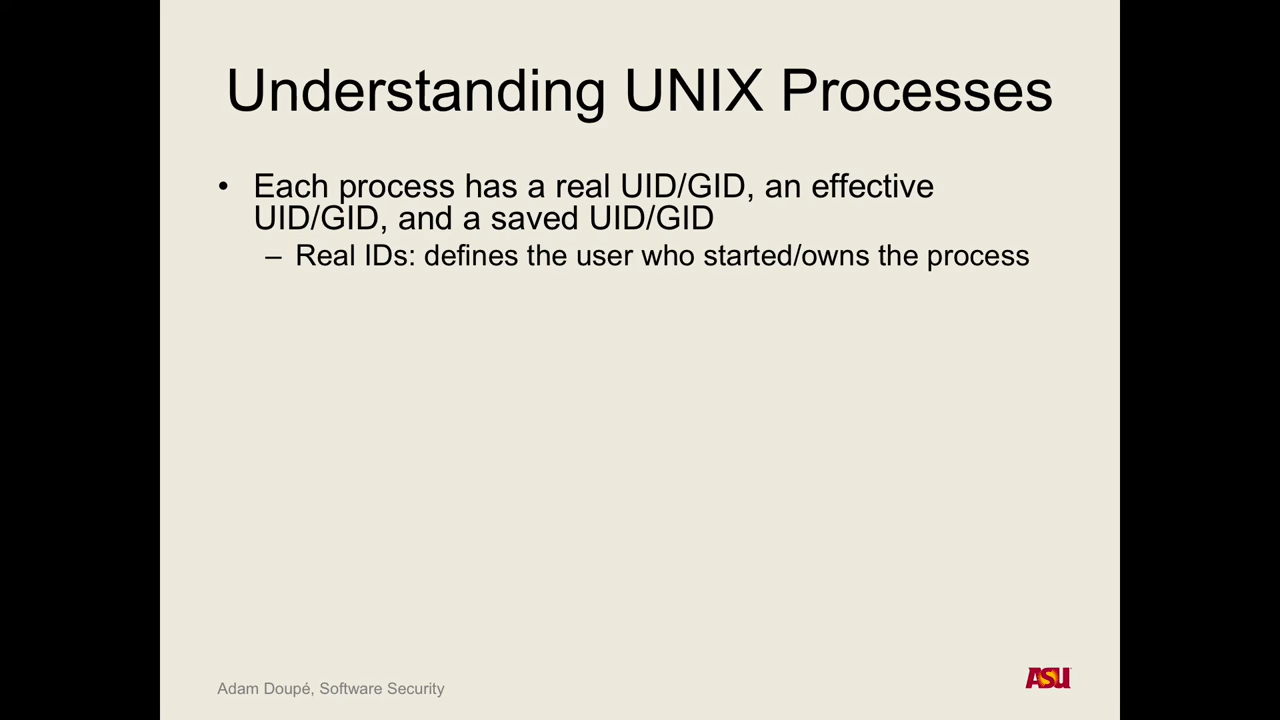 Understanding UNIX Processes
• Each process has a real UID/GID, an effective
UID/GID, and a saved UID/GID
– Real IDs: defines the user who started/owns the process
Adam Doupé, Software Security
ASU